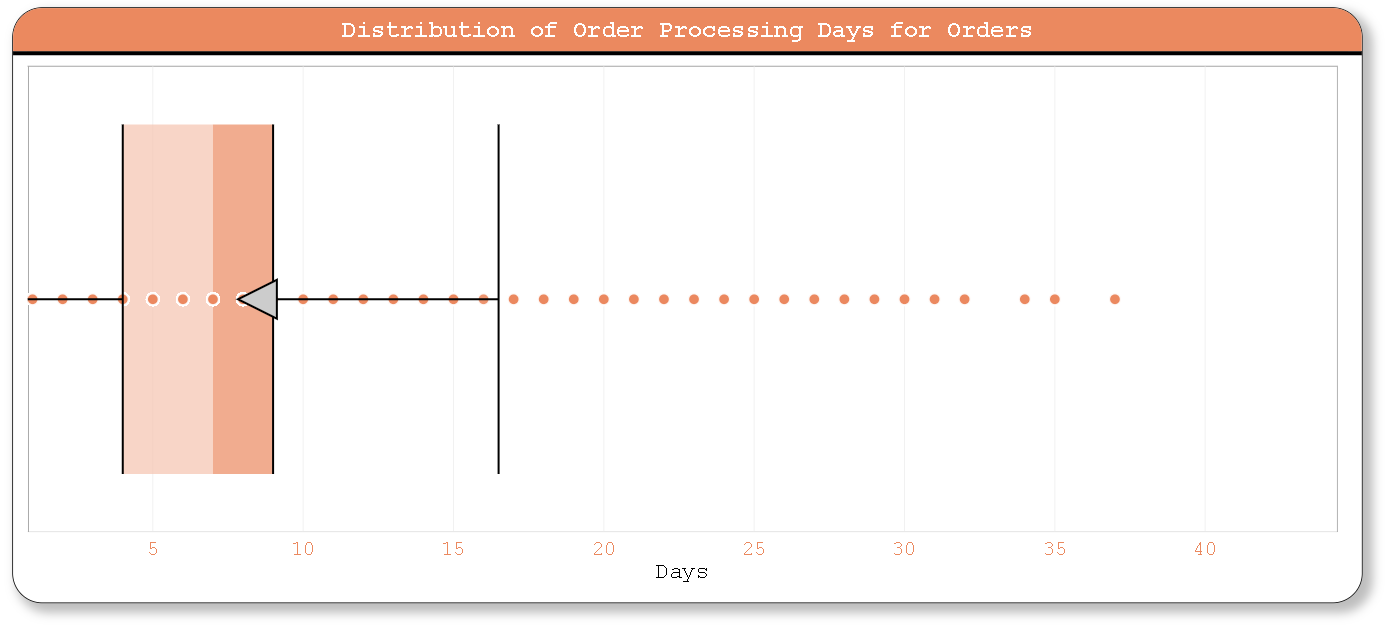 Distribution of Order Processing Days for Orders
5 10 15 20 25 30 35 40
Days